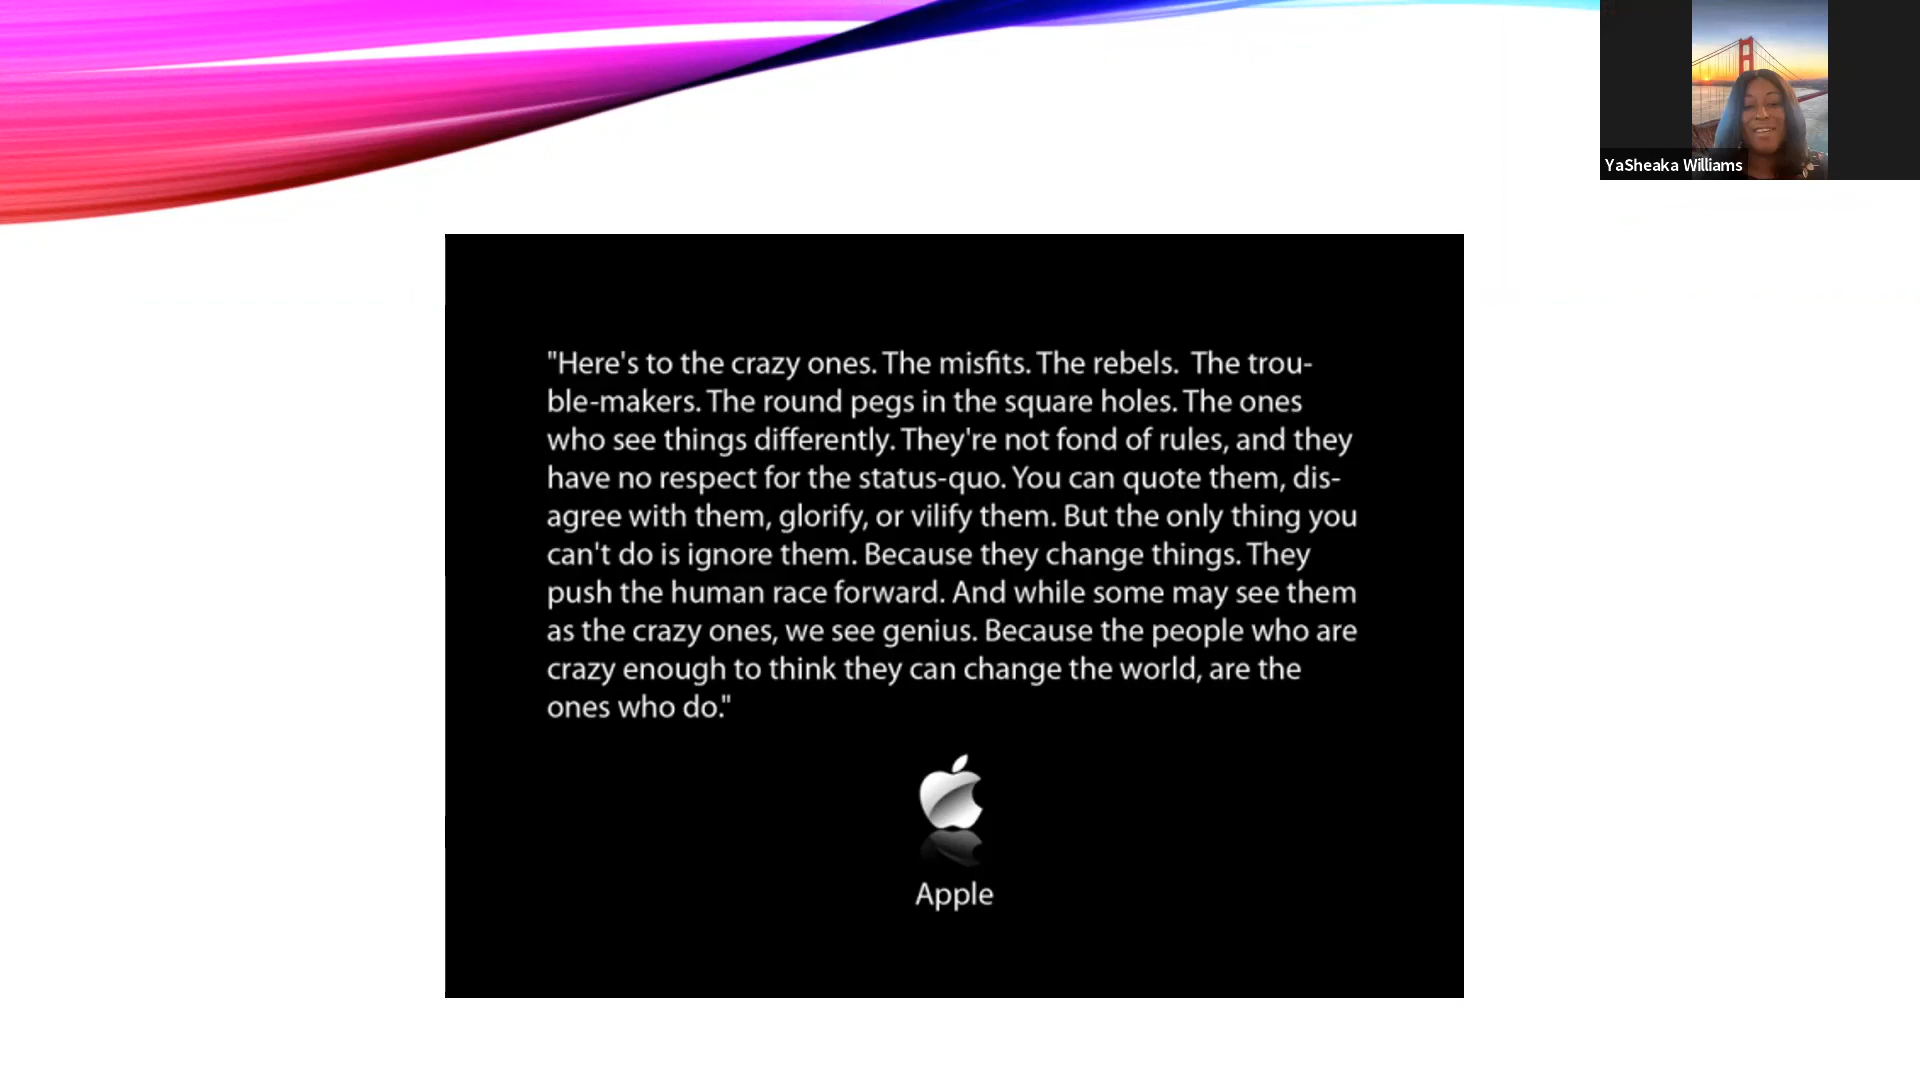 YaSheaka Williams
"Here's to the crazy ones. The misfits. The rebels.  The trou-
ble-makers. The round pegs in the square holes. The ones
who see things differently. They're not fond of rules, and they
have no respect for the status-quo. You can quote them, dis-
agree with them, glorify, or vilify them. But the only thing you
can't do is ignore them. Because they change things. They
push the human race forward. And while some may see them
as the crazy ones, we see genius. Because the people who are
crazy enough to think they can change the world, are the
ones who do."
Apple